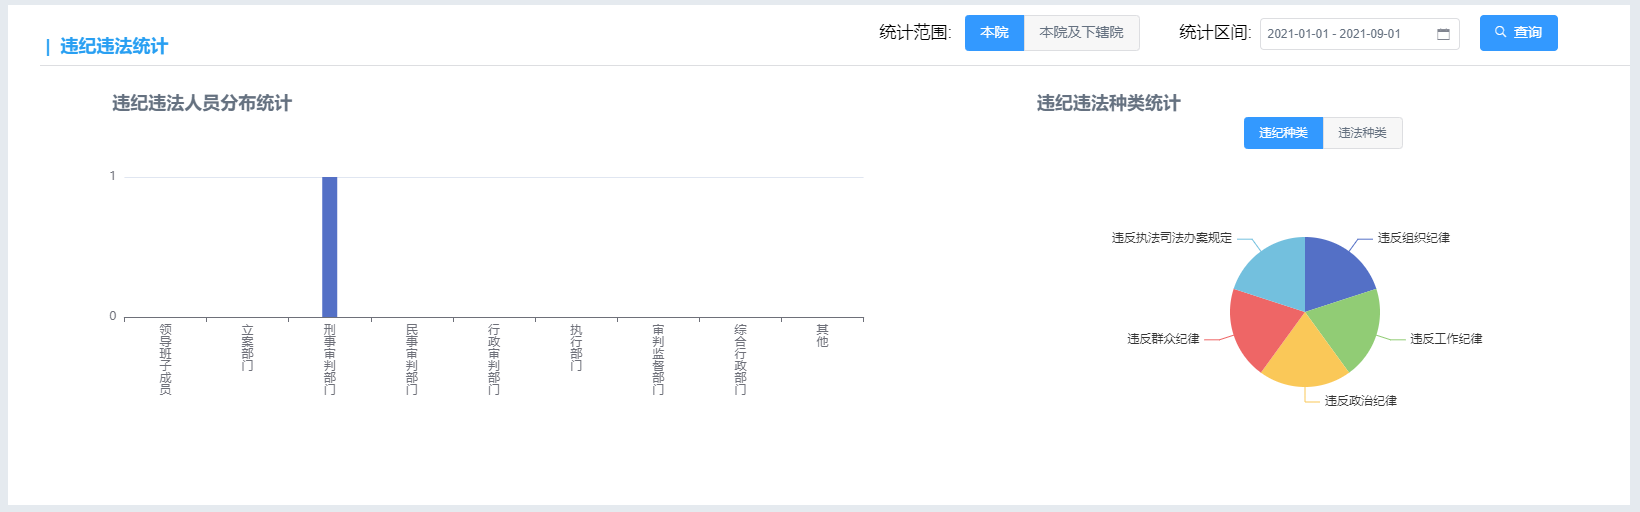 违纪违法统计
统计范围: 本院 本院及下辖院 统计区间: 2021-01-01 - 2021-09-01 查询
违纪违法人员分布统计
1
0
领导班子成员
立案部门
刑事审判部门
民事审判部门
行政审判部门
执行部门
审判监督部门
综合行政部门
其他
违纪违法种类统计
违纪种类 违法种类
违反执法司法办案规定
违反组织纪律
违反群众纪律
违反工作纪律
违反政治纪律